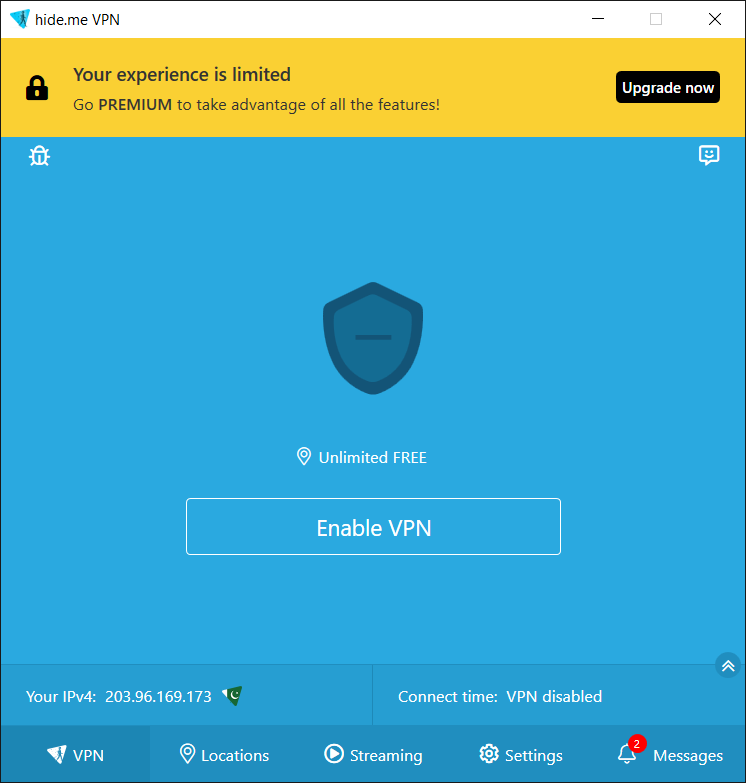 hide.me VPN
Your experience is limited
Go PREMIUM to take advantage of all the features!
Upgrade now
Unlimited FREE
Enable VPN
Your IPv4: 203.96.169.173
Connect time: VPN disabled
VPN
Locations
Streaming
Settings
2
Messages